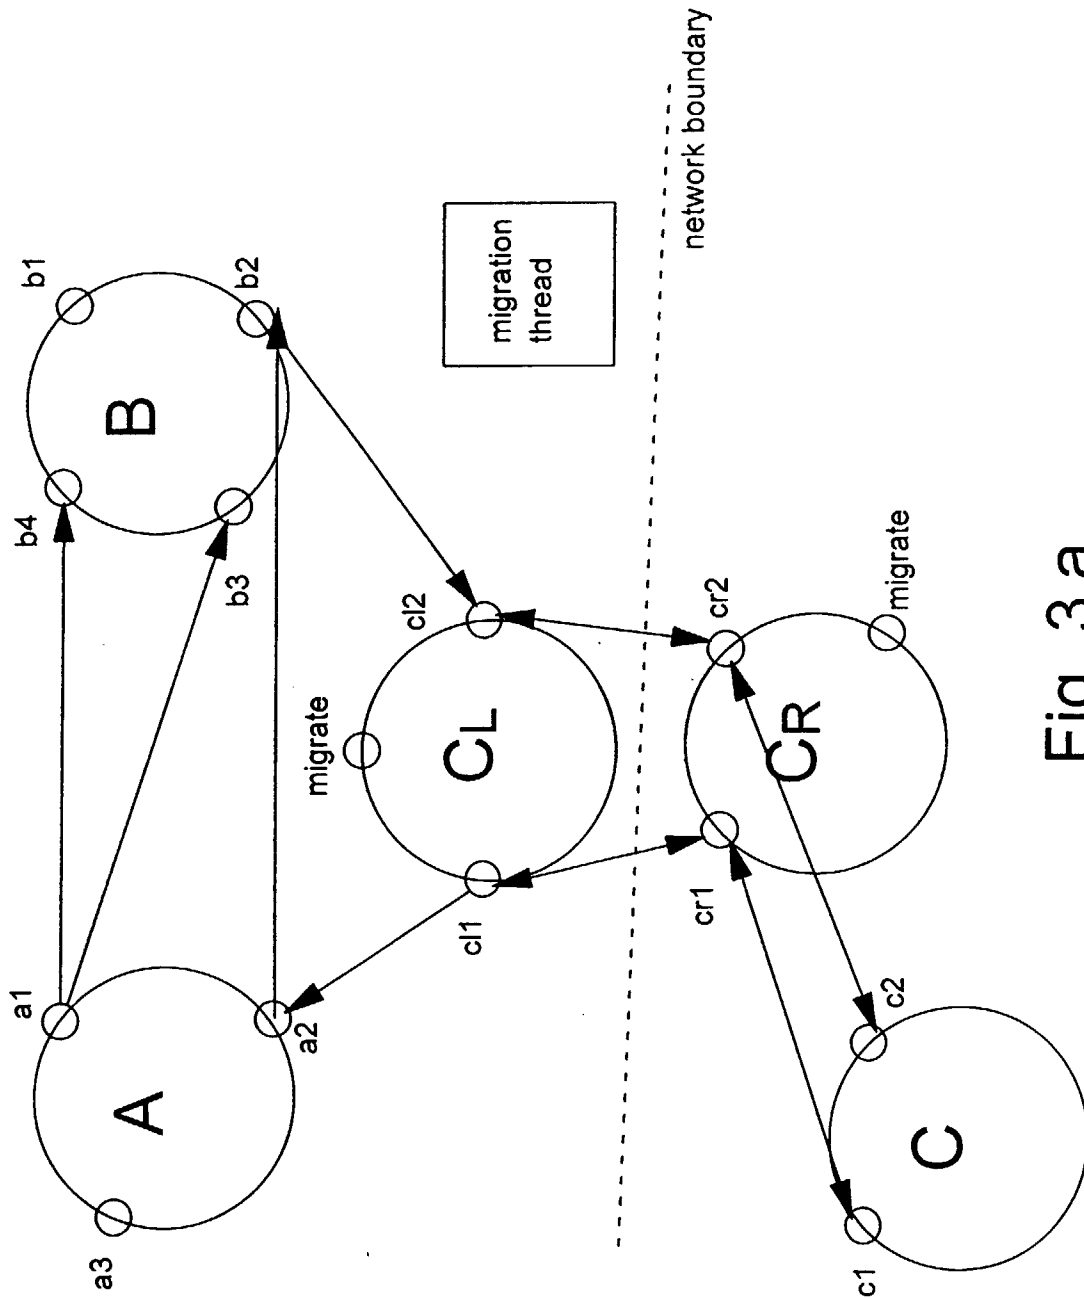 a3
A
a1
a2
b4
b3
B
b1
b2
migrate
cl1
CL
cl2
migration
thread
network boundary
cr1
CR
cr2
migrate
c1
C
c2
Fig. 3a